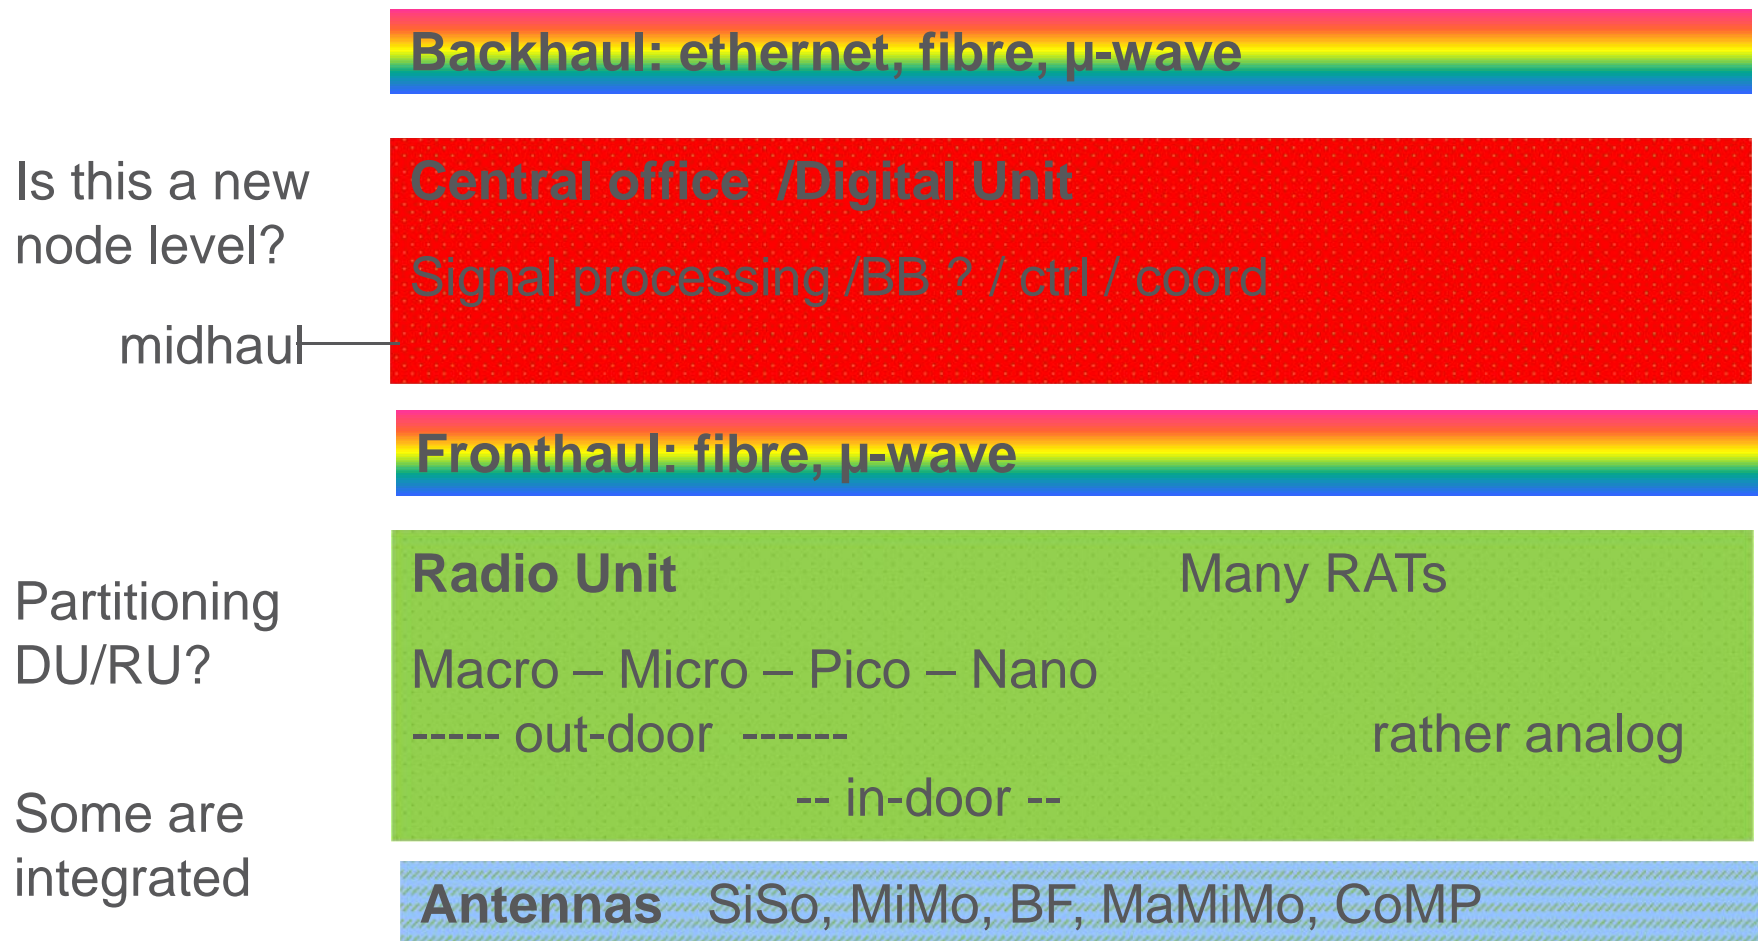 Backhaul: ethernet, fibre, µ-wave
Is this a new
node level?
Central office /Digital Unit
Signal processing /BB ? / ctrl / coord
midhaul
Fronthaul: fibre, µ-wave
Partitioning
DU/RU?
Radio Unit Many RATs
Macro – Micro – Pico – Nano
----- out-door ------ rather analog
-- in-door --
Some are
integrated
Antennas SiSo, MiMo, BF, MaMiMo, CoMP